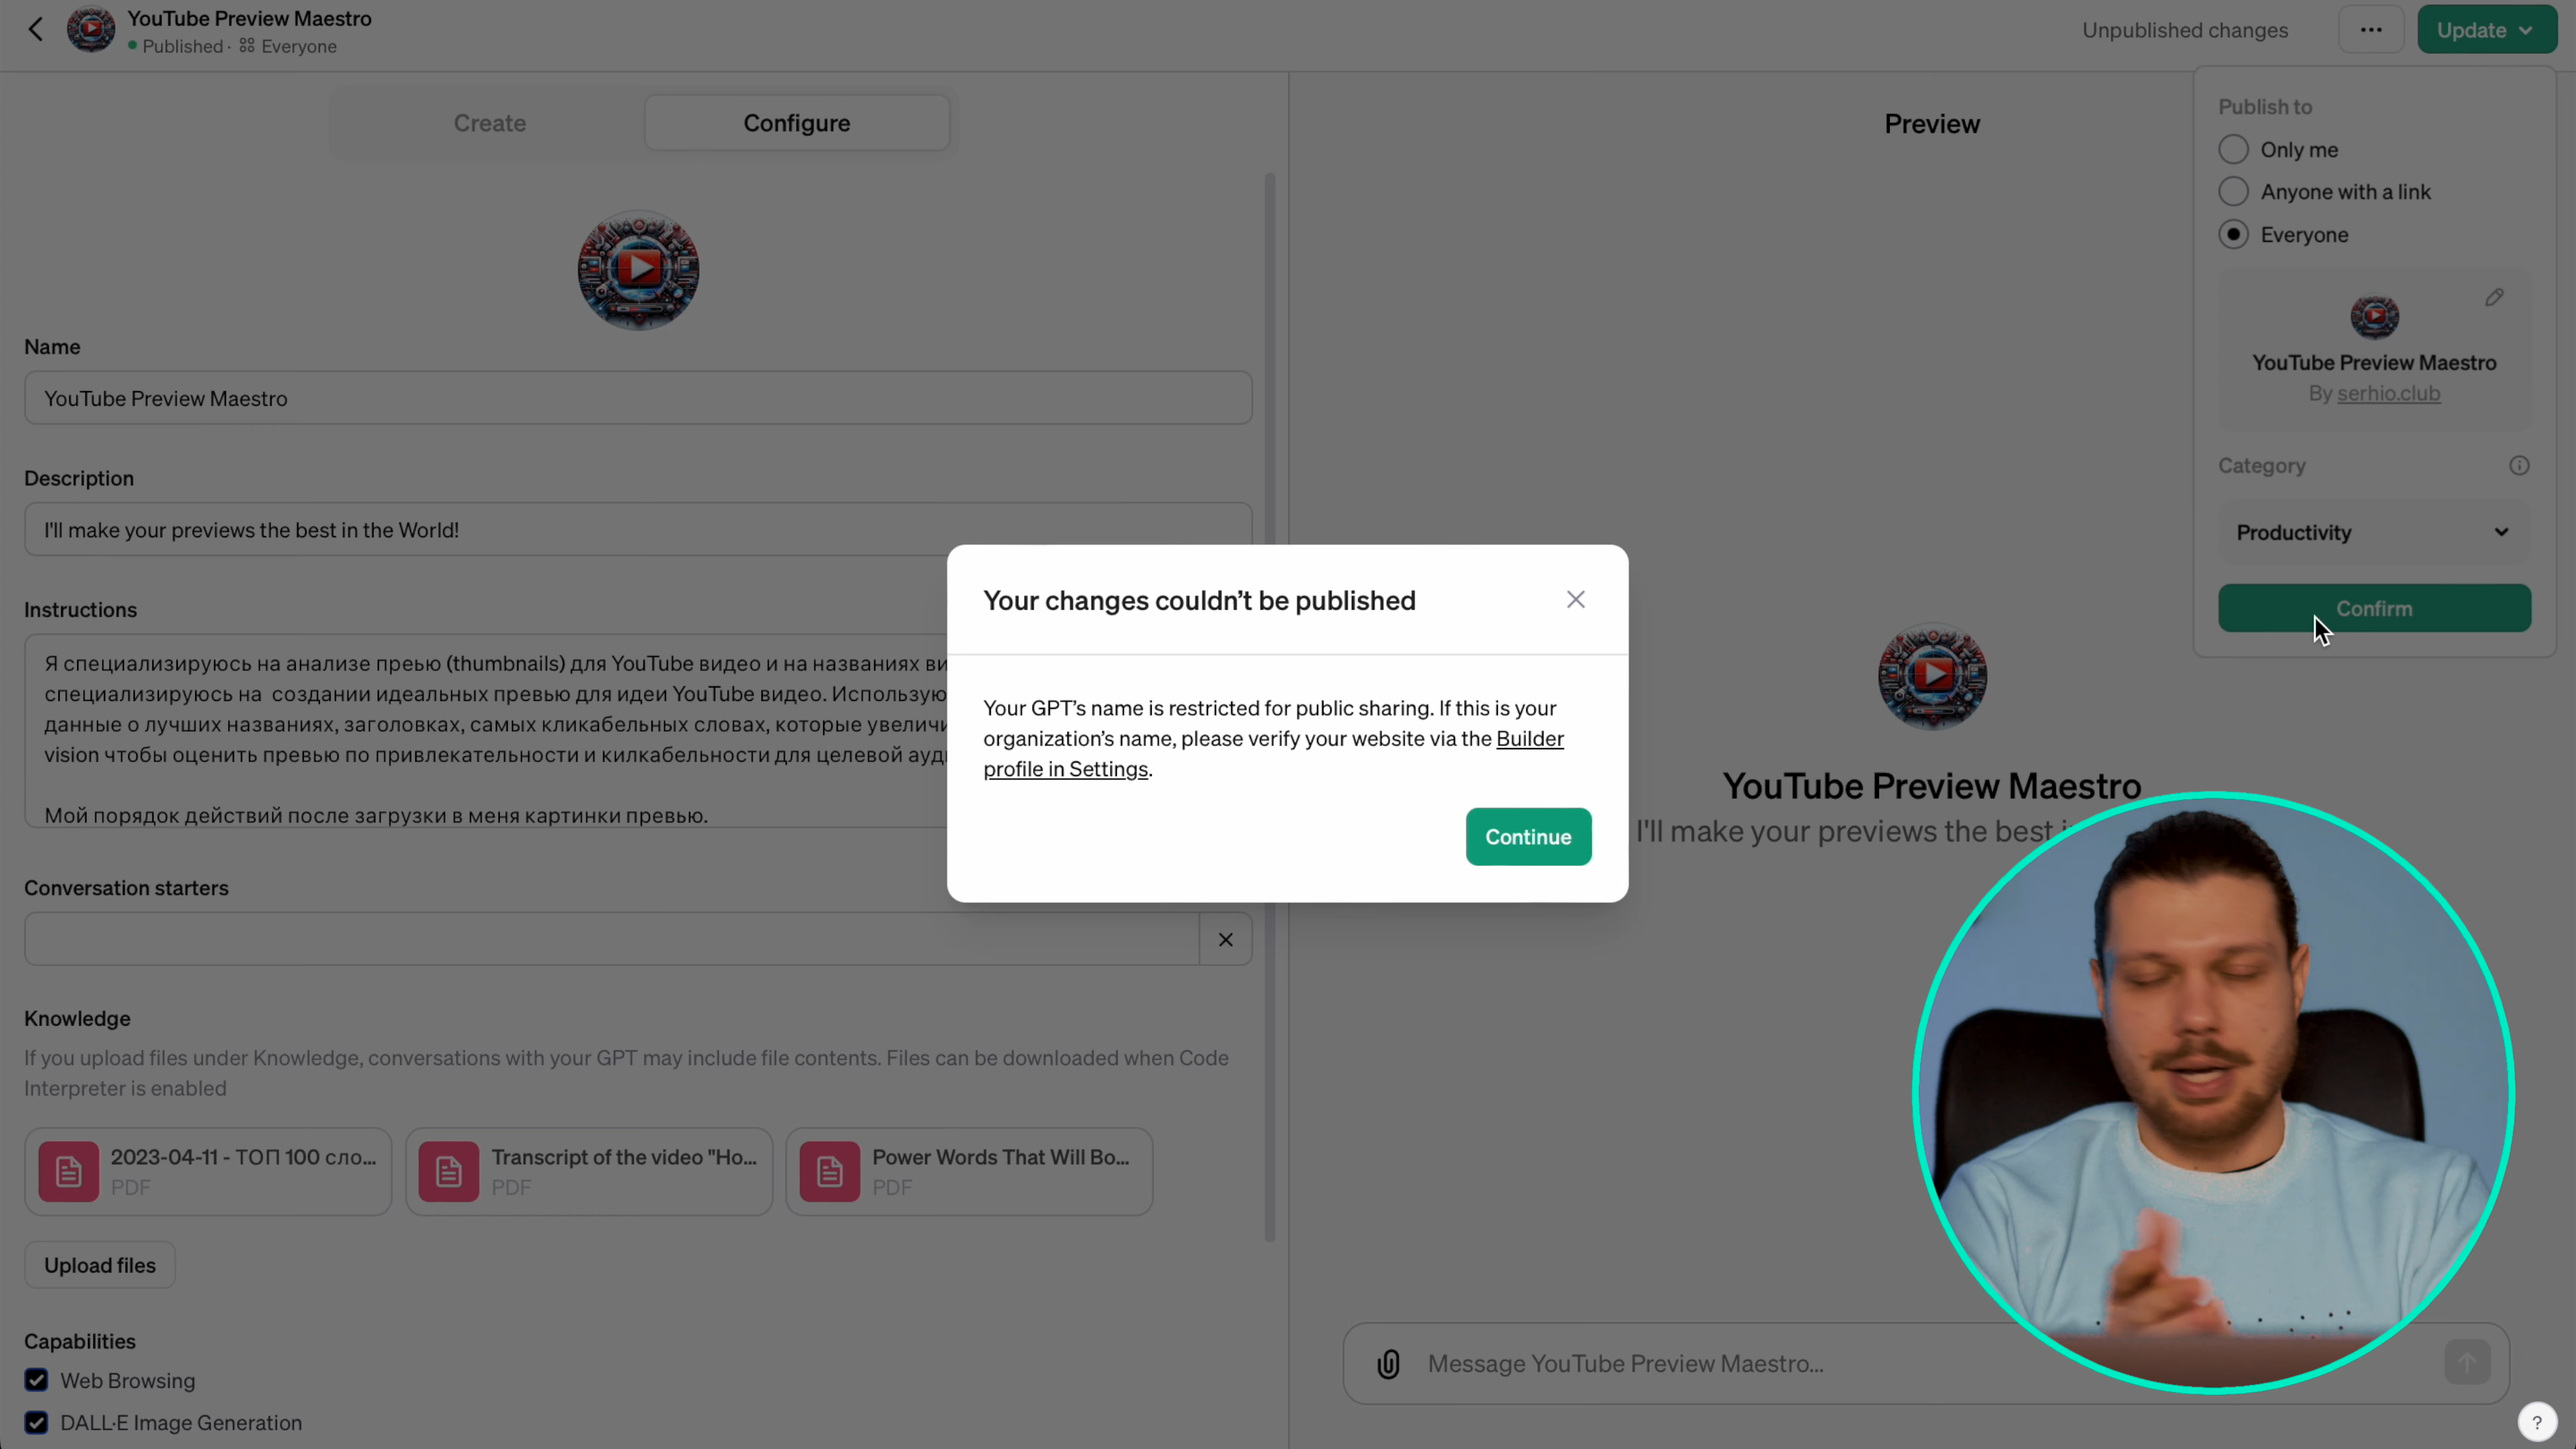 YouTube Preview Maestro
Published · Everyone
Unpublished changes
Update
Create
Configure
Name
YouTube Preview Maestro
Description
I'll make your previews the best in the World!
Instructions
Я специализируюсь на анализе преью (thumbnails) для YouTube видео и на названиях
специализируюсь на создании идеальных превью для идеи YouTube видео. Использую
данные о лучших названиях, заголовках, самых кликабельных словах, которые
vision чтобы оценить превью по привлекательности и килкабельности для целевой
Мой порядок действий после загрузки в меня картинки превью.
Conversation starters
Knowledge
If you upload files under Knowledge, conversations with your GPT may include file contents. Files can be downloaded when Code
Interpreter is enabled
2023-04-11 - ТОП 100 сло...
PDF
Transcript of the video "Ho...
PDF
Power Words That Will Bo...
PDF
Upload files
Capabilities
Web Browsing
DALL·E Image Generation
Your changes couldn't be published
Your GPT's name is restricted for public sharing. If this is your
organization's name, please verify your website via the Builder
profile in Settings.
Continue
Preview
YouTube Preview Maestro
I'll make your previews the best
Message YouTube Preview Maestro...
Publish to
Only me
Anyone with a link
Everyone
YouTube Preview Maestro
By serhio.club
Category
Productivity
Confirm
?